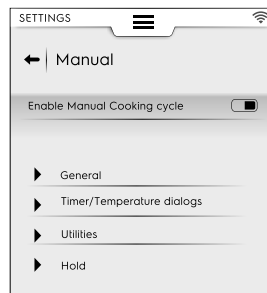 SETTINGS
Manual
Enable Manual Cooking cycle
General
Timer/Temperature dialogs
Utilities
Hold